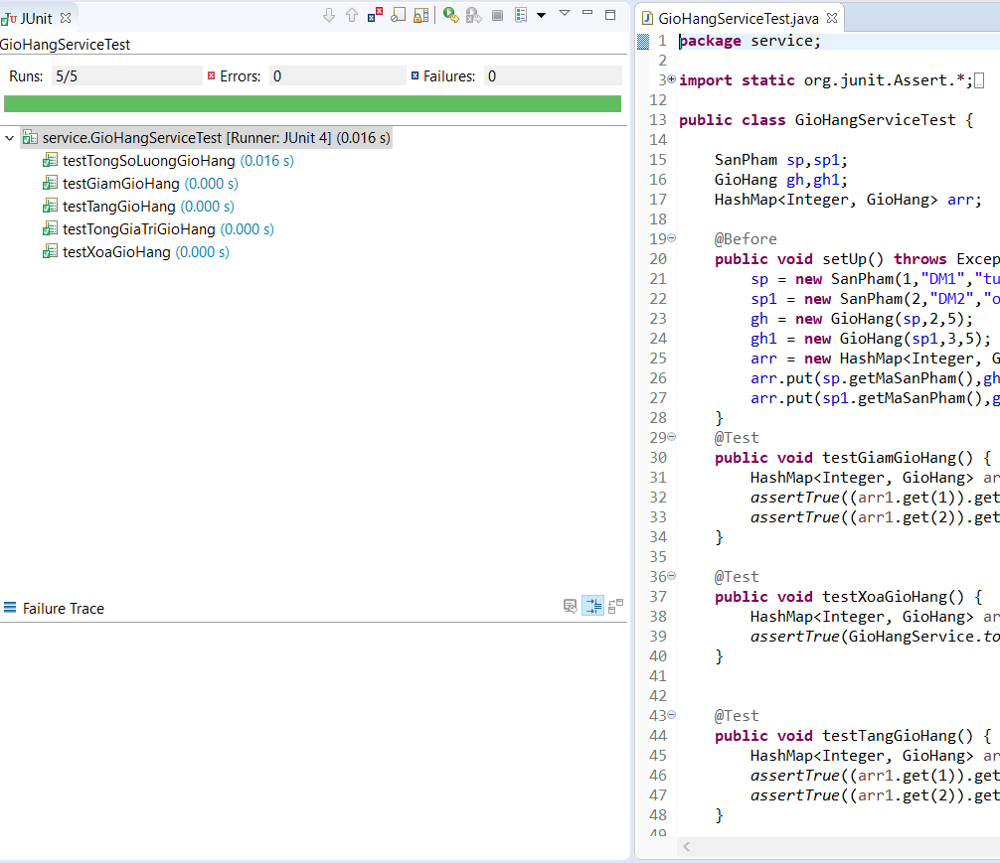 JUnit
GioHangServiceTest
Runs: 5/5 Errors: 0 Failures: 0
service.GioHangServiceTest [Runner: JUnit 4] (0.016 s)
testTongSoLuongGioHang (0.016 s)
testGiamGioHang (0.000 s)
testTangGioHang (0.000 s)
testTongGiaTriGioHang (0.000 s)
testXoaGioHang (0.000 s)
Failure Trace
GioHangServiceTest.java
1 package service;
2
3 import static org.junit.Assert.*;
12
13 public class GioHangServiceTest {
14
15 SanPham sp,sp1;
16 GioHang gh,gh1;
17 HashMap<Integer, GioHang> arr;
18
19 @Before
20 public void setUp() throws Excep
21 sp = new SanPham(1,"DM1","tu
22 sp1 = new SanPham(2,"DM2","o
23 gh = new GioHang(sp,2,5);
24 gh1 = new GioHang(sp1,3,5);
25 arr = new HashMap<Integer, G
26 arr.put(sp.getMaSanPham(),gh
27 arr.put(sp1.getMaSanPham(),g
28 }
29 @Test
30 public void testGiamGioHang() {
31 HashMap<Integer, GioHang> ar
32 assertTrue((arr1.get(1)).get
33 assertTrue((arr1.get(2)).get
34 }
35
36 @Test
37 public void testXoaGioHang() {
38 HashMap<Integer, GioHang> ar
39 assertTrue(GioHangService.to
40 }
41
42
43 @Test
44 public void testTangGioHang() {
45 HashMap<Integer, GioHang> ar
46 assertTrue((arr1.get(1)).get
47 assertTrue((arr1.get(2)).get
48 }
49